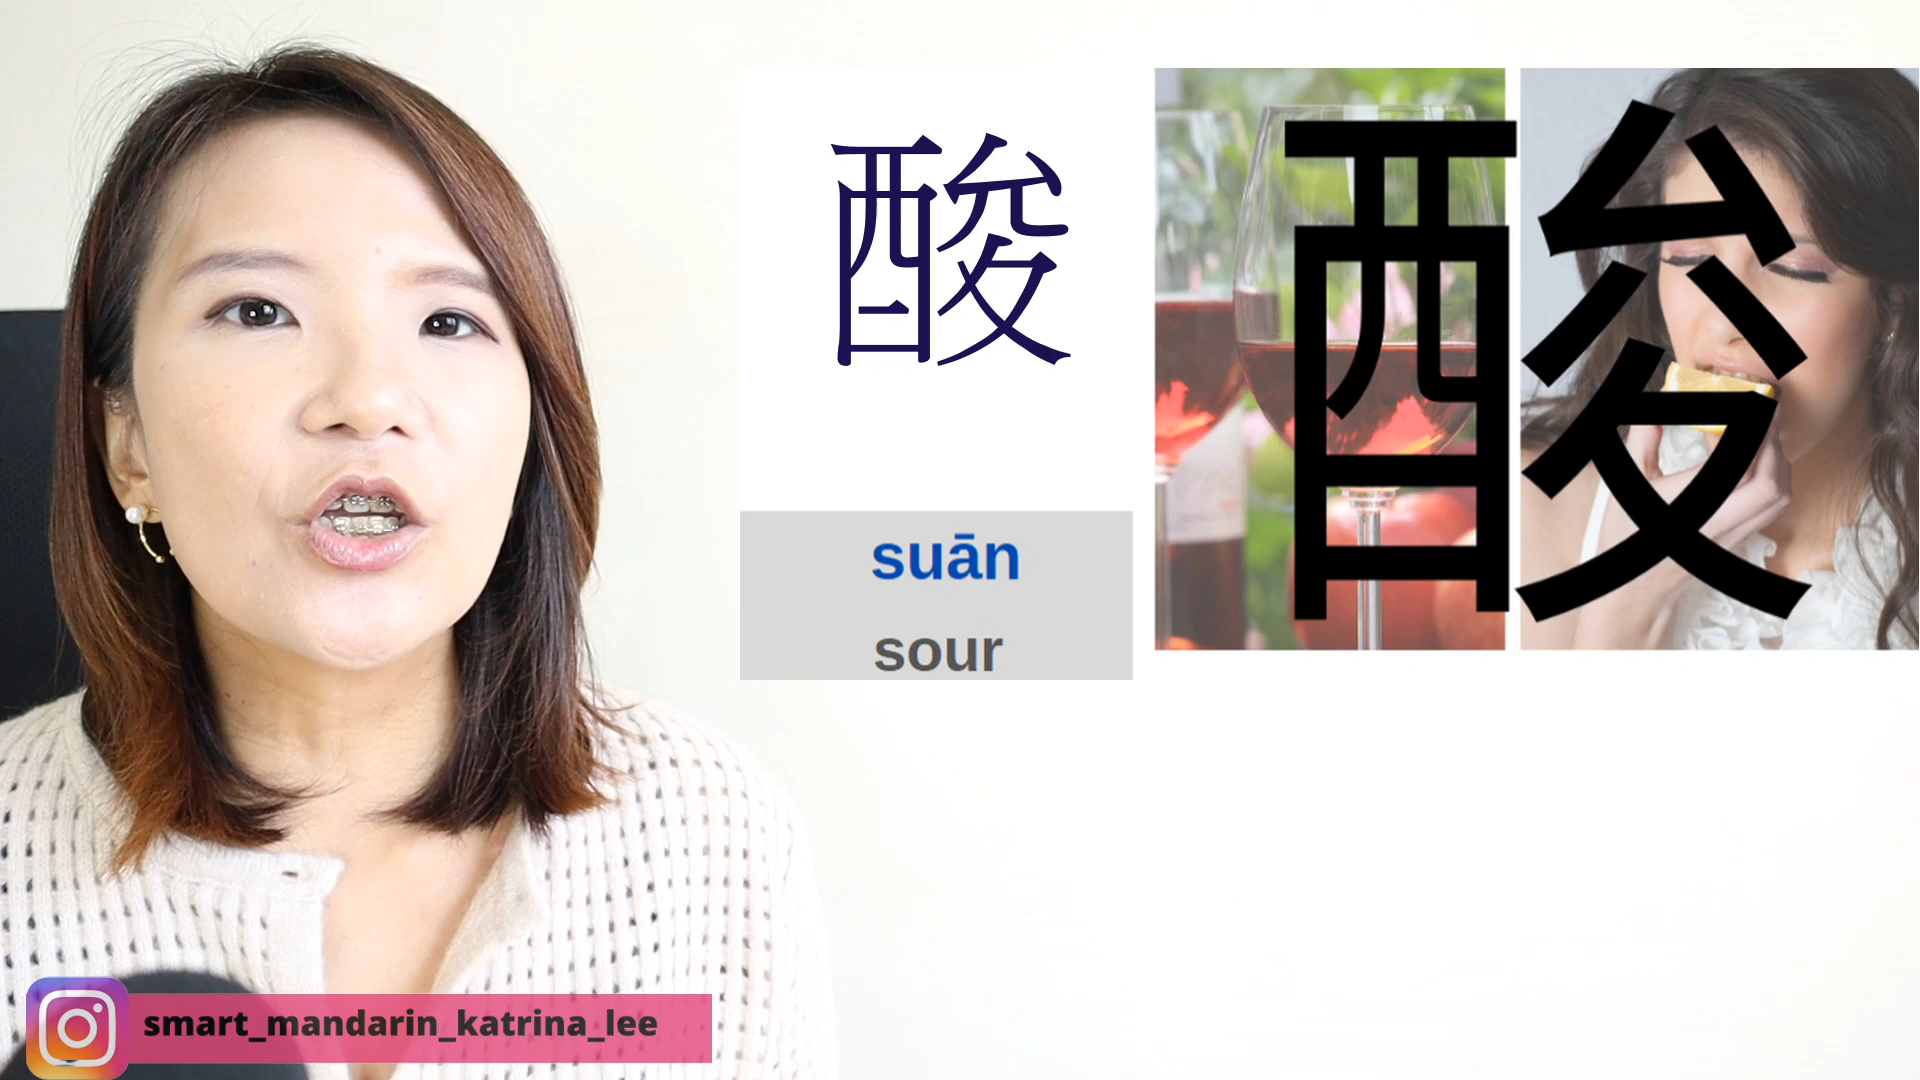 酸
酸
suān
sour
smart_mandarin_katrina_lee